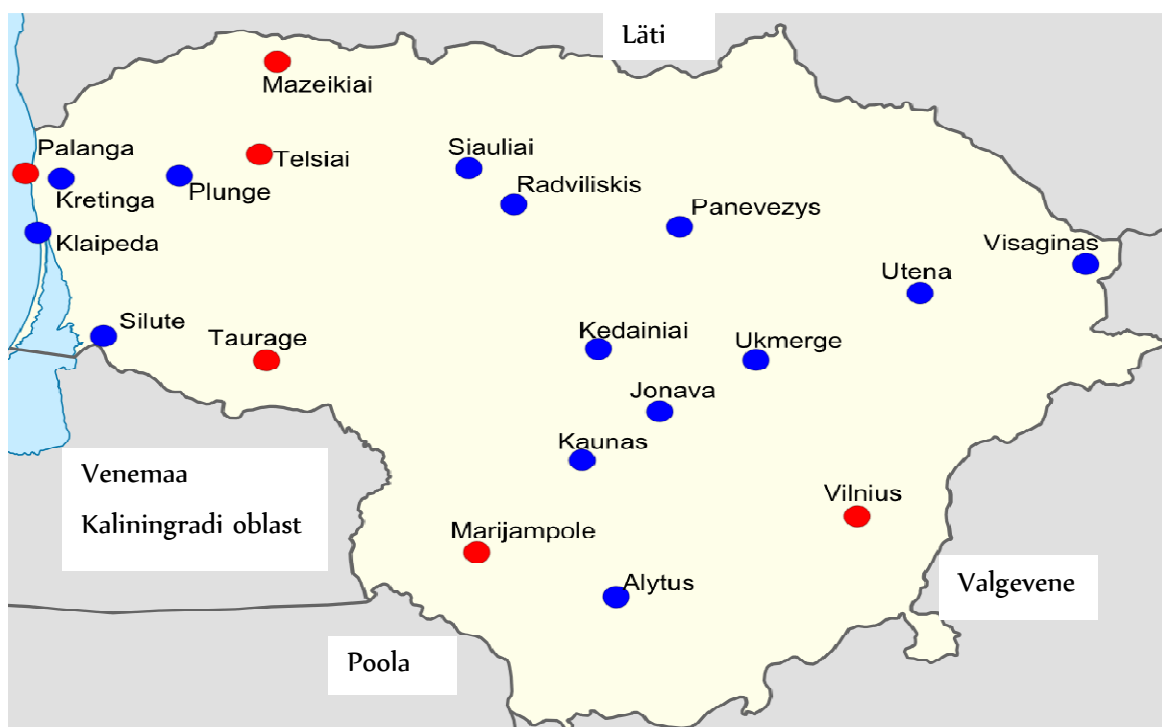 Läti
Mazeikiai
Palanga
Telsiai
Siauliai
Kretinga
Plunge
Radviliskis
Panevezys
Klaipeda
Visaginas
Utena
Silute
Taurage
Kedainiai
Ukmerge
Jonava
Kaunas
Venemaa
Kaliningradi oblast
Vilnius
Marijampole
Alytus
Valgevene
Poola